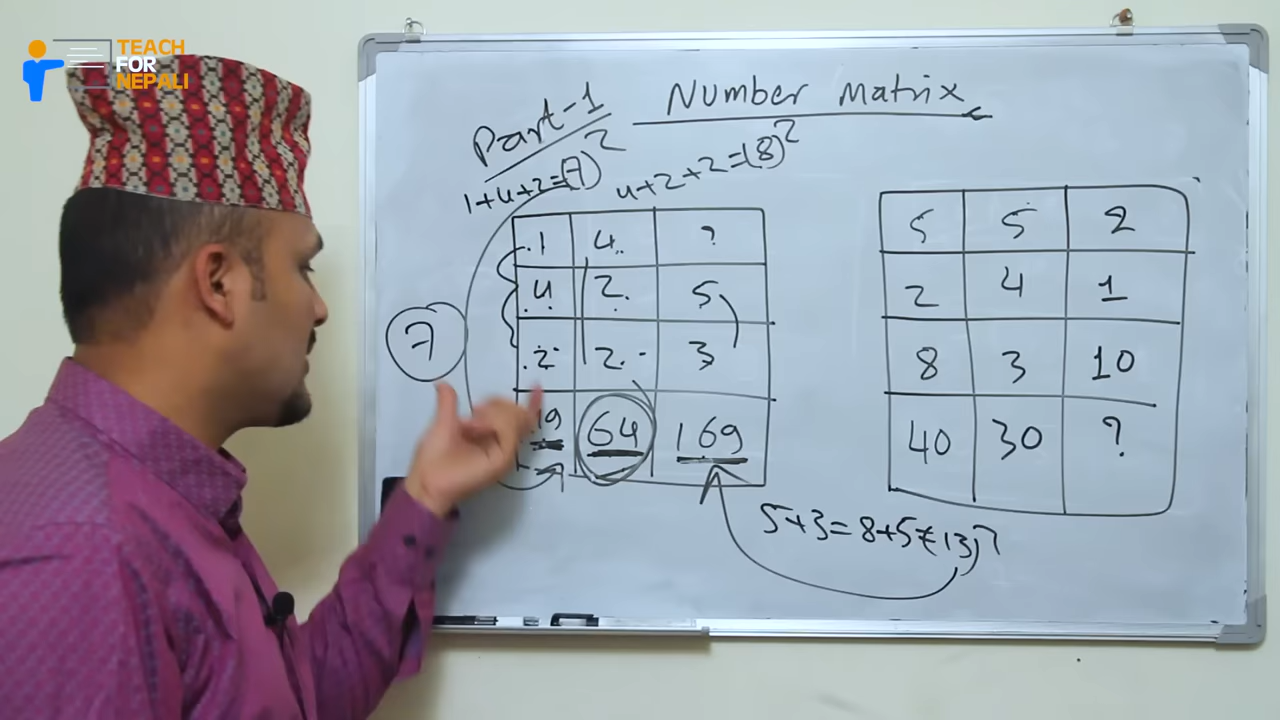 TEACH
FOR
NEPALI
Part-1 Number Matrix
1+4+2=(7)²
4+2+2=(8)²
1 4 ?
4 2 5
2 2 3
64 169
7
5 5 2
2 4 1
8 3 10
40 30 ?
5+3=8+5=(13)²